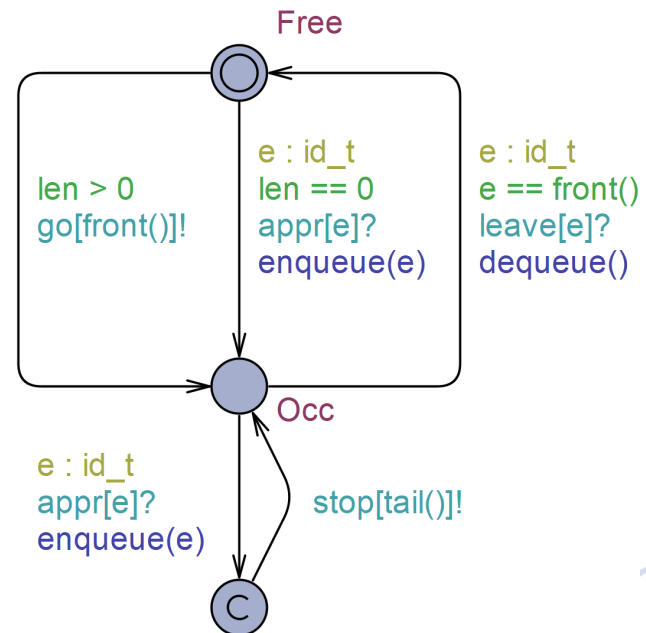 Free
len > 0
go[front()]!
e : id_t
len == 0
appr[e]?
enqueue(e)
e : id_t
e == front()
leave[e]?
dequeue()
Occ
e : id_t
appr[e]?
enqueue(e)
stop[tail()]!
C